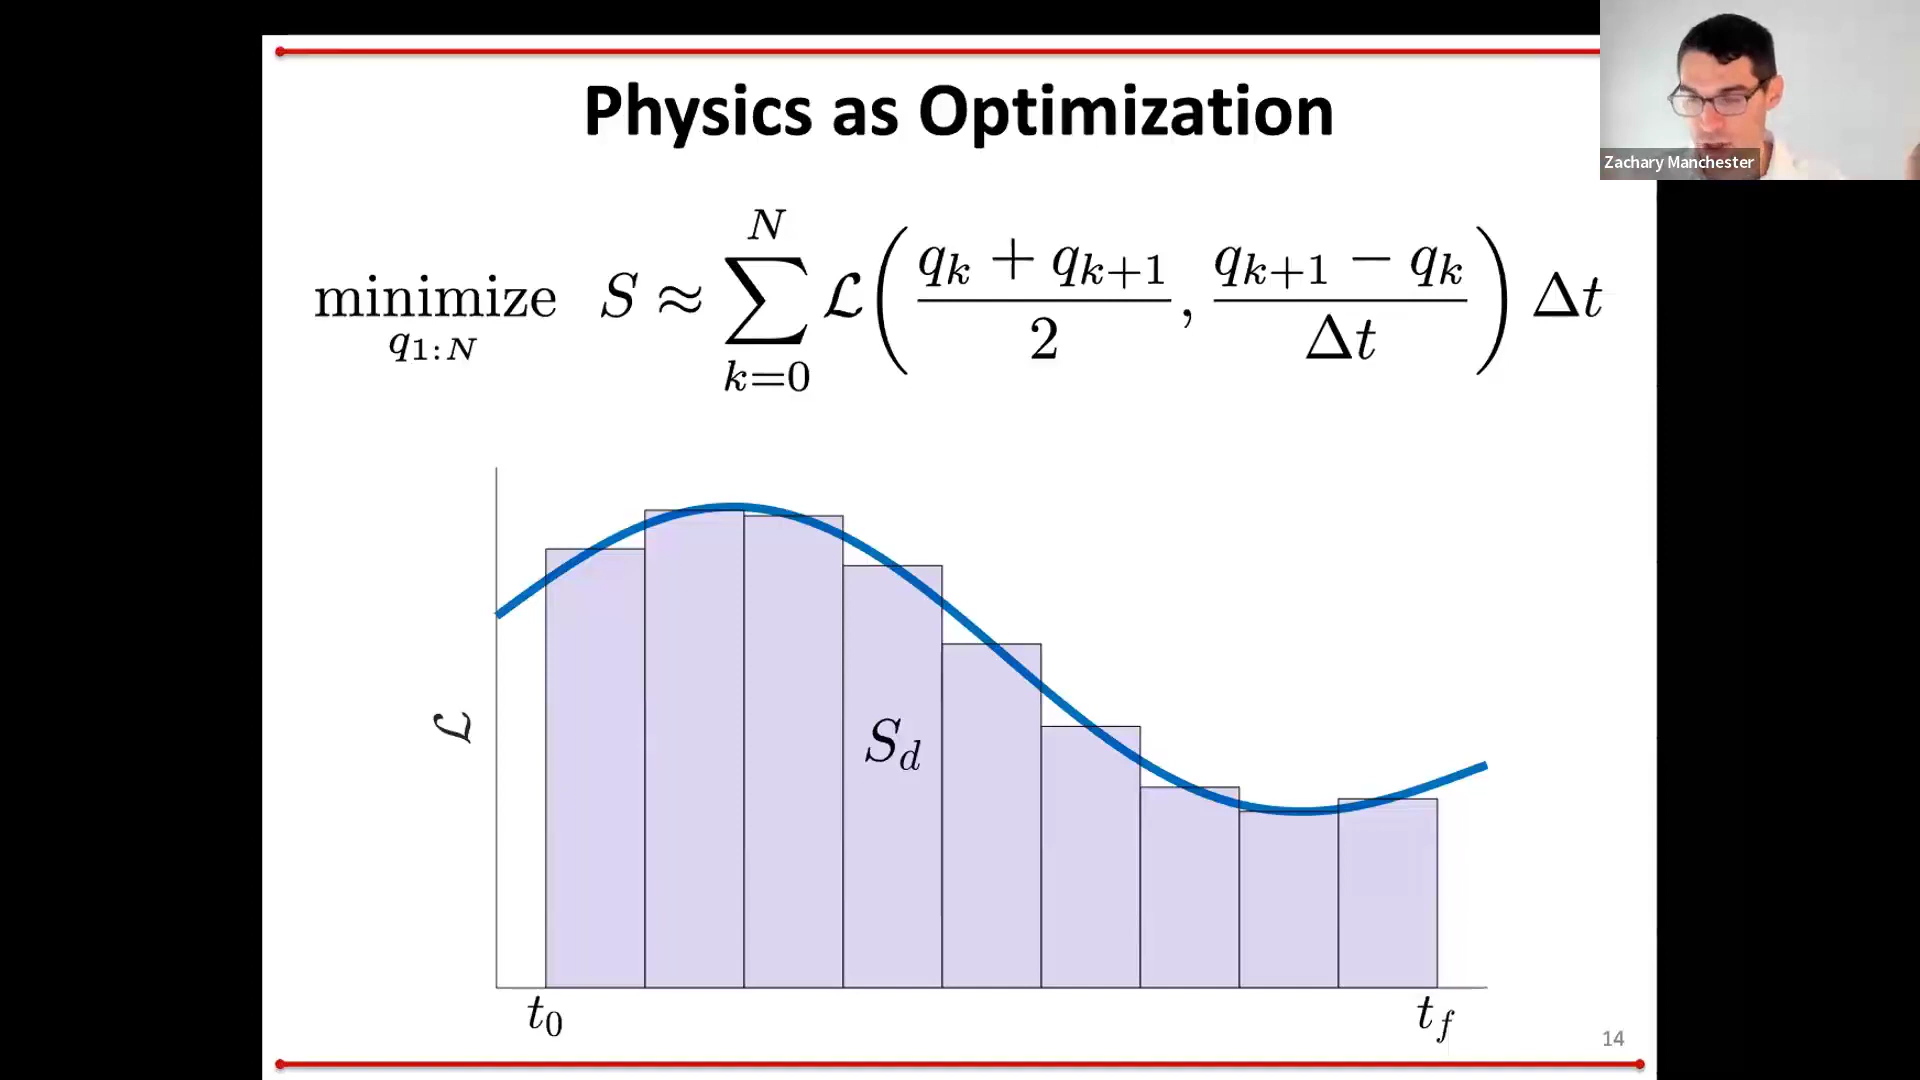 Physics as Optimization
Zachary Manchester
minimize S ≈ ∑ ℒ( (q_k + q_{k+1})/2 , (q_{k+1} − q_k)/Δt ) Δt
q_{1:N} k=0 N
ℒ
S_d
t_0 t_f
14